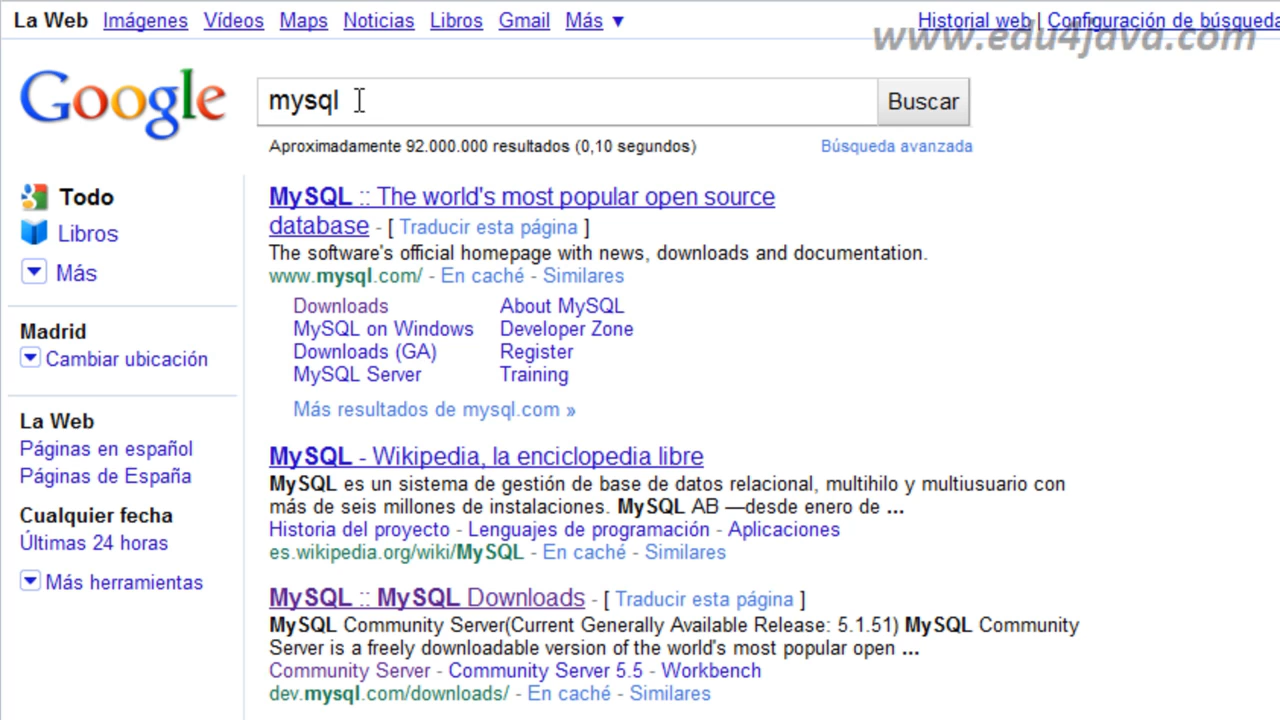 La Web Imágenes Vídeos Maps Noticias Libros Gmail Más ▼ Historial web | Configuración de búsqueda
www.edu4java.com
Google mysql Buscar
Aproximadamente 92.000.000 resultados (0,10 segundos) Búsqueda avanzada
Todo
Libros
Más
Madrid
Cambiar ubicación
La Web
Páginas en español
Páginas de España
Cualquier fecha
Últimas 24 horas
Más herramientas
MySQL :: The world's most popular open source
database - [ Traducir esta página ]
The software's official homepage with news, downloads and documentation.
www.mysql.com/ - En caché - Similares
Downloads About MySQL
MySQL on Windows Developer Zone
Downloads (GA) Register
MySQL Server Training
Más resultados de mysql.com »
MySQL - Wikipedia, la enciclopedia libre
MySQL es un sistema de gestión de base de datos relacional, multihilo y multiusuario con
más de seis millones de instalaciones. MySQL AB —desde enero de ...
Historia del proyecto - Lenguajes de programación - Aplicaciones
es.wikipedia.org/wiki/MySQL - En caché - Similares
MySQL :: MySQL Downloads - [ Traducir esta página ]
MySQL Community Server(Current Generally Available Release: 5.1.51) MySQL Community
Server is a freely downloadable version of the world's most popular open ...
Community Server - Community Server 5.5 - Workbench
dev.mysql.com/downloads/ - En caché - Similares